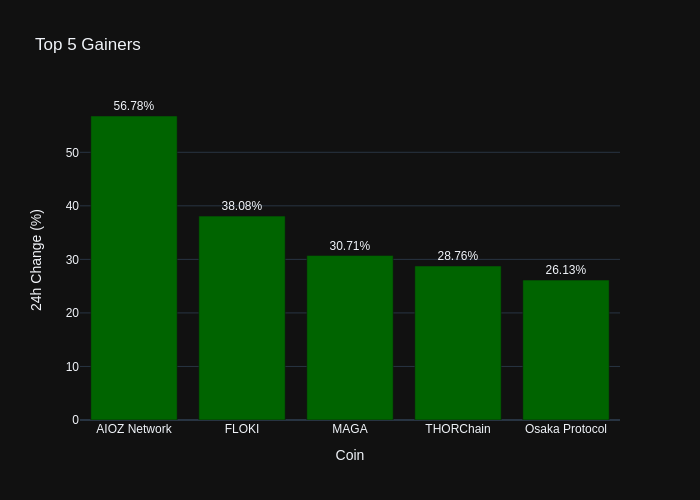 Top 5 Gainers
56.78%
38.08%
30.71%
28.76%
26.13%
50
40
30
20
10
0
24h Change (%)
AIOZ Network
FLOKI
MAGA
THORChain
Osaka Protocol
Coin